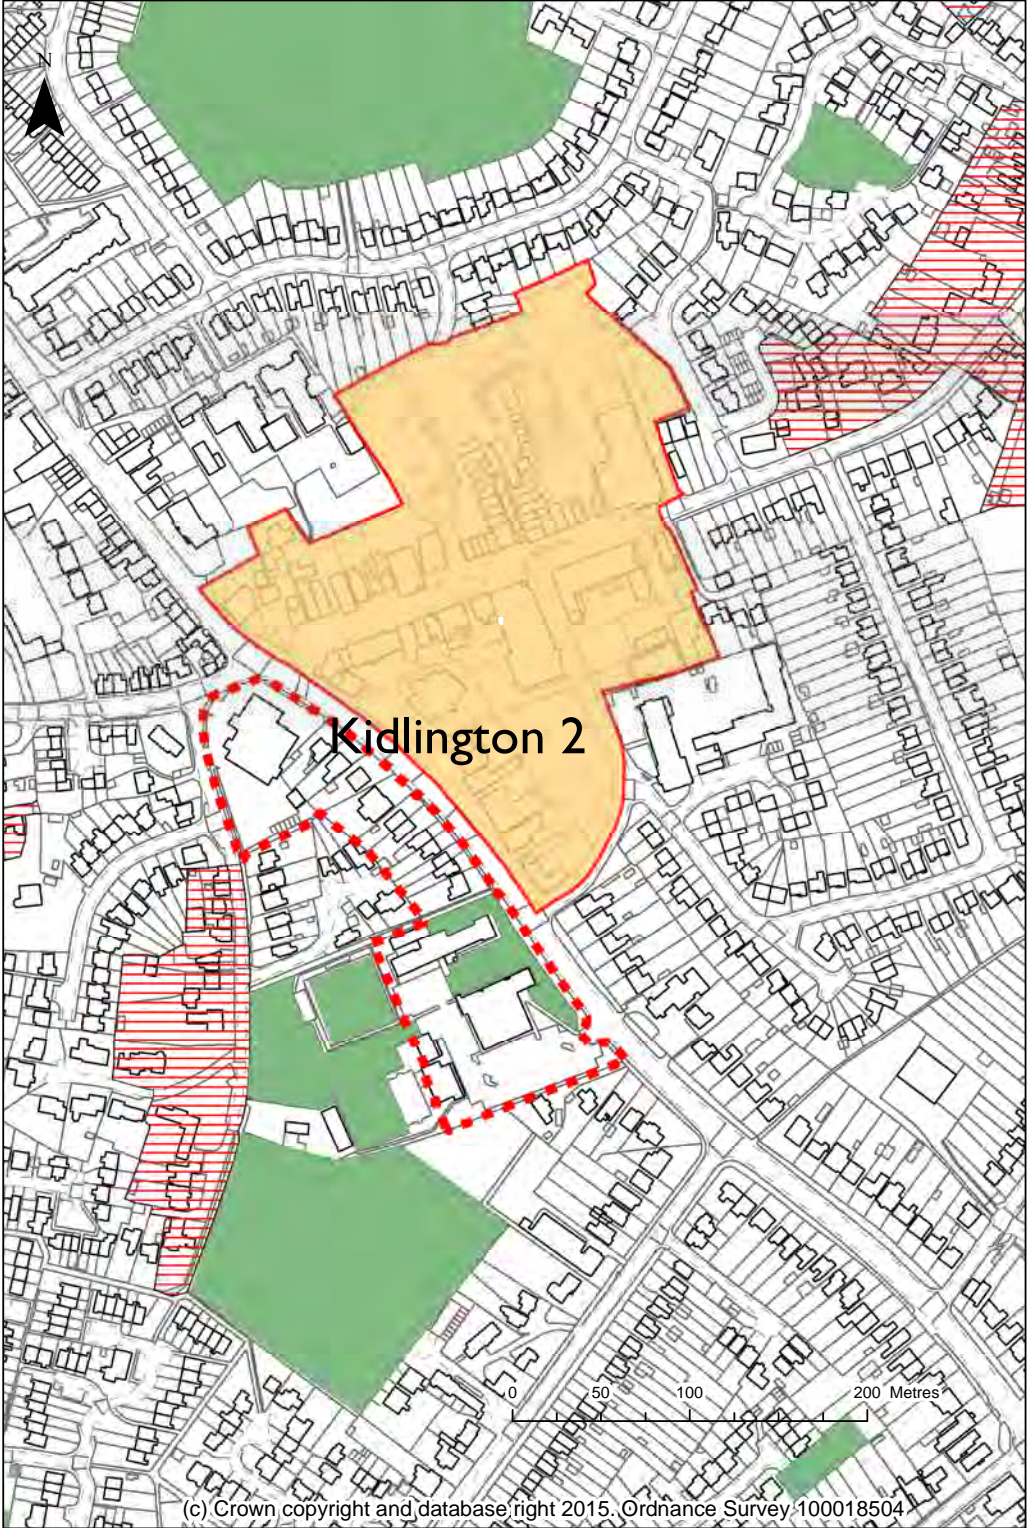 N
Kidlington 2
0 50 100 200 Metres
(c) Crown copyright and database right 2015. Ordnance Survey 100018504